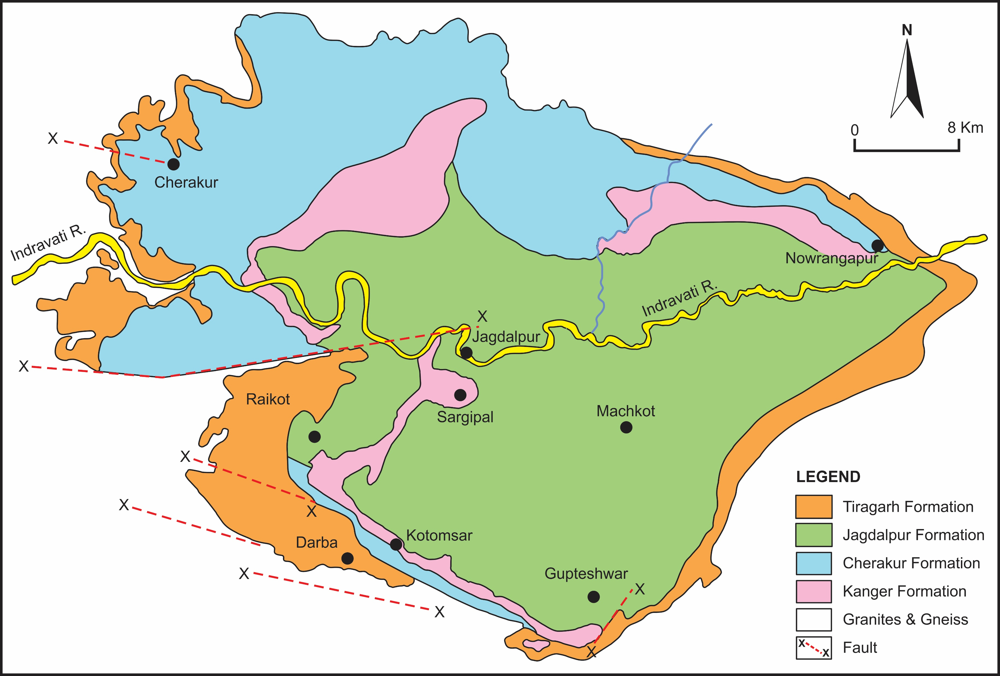 N
0
8 Km
X
Cherakur
Indravati R.
Nowrangapur
Indravati R.
X
Jagdalpur
X
Raikot
Sargipal
Machkot
X
X
X
Kotomsar
Darba
X
Gupteshwar
X
X
X
LEGEND
Tiragarh Formation
Jagdalpur Formation
Cherakur Formation
Kanger Formation
Granites & Gneiss
X X Fault